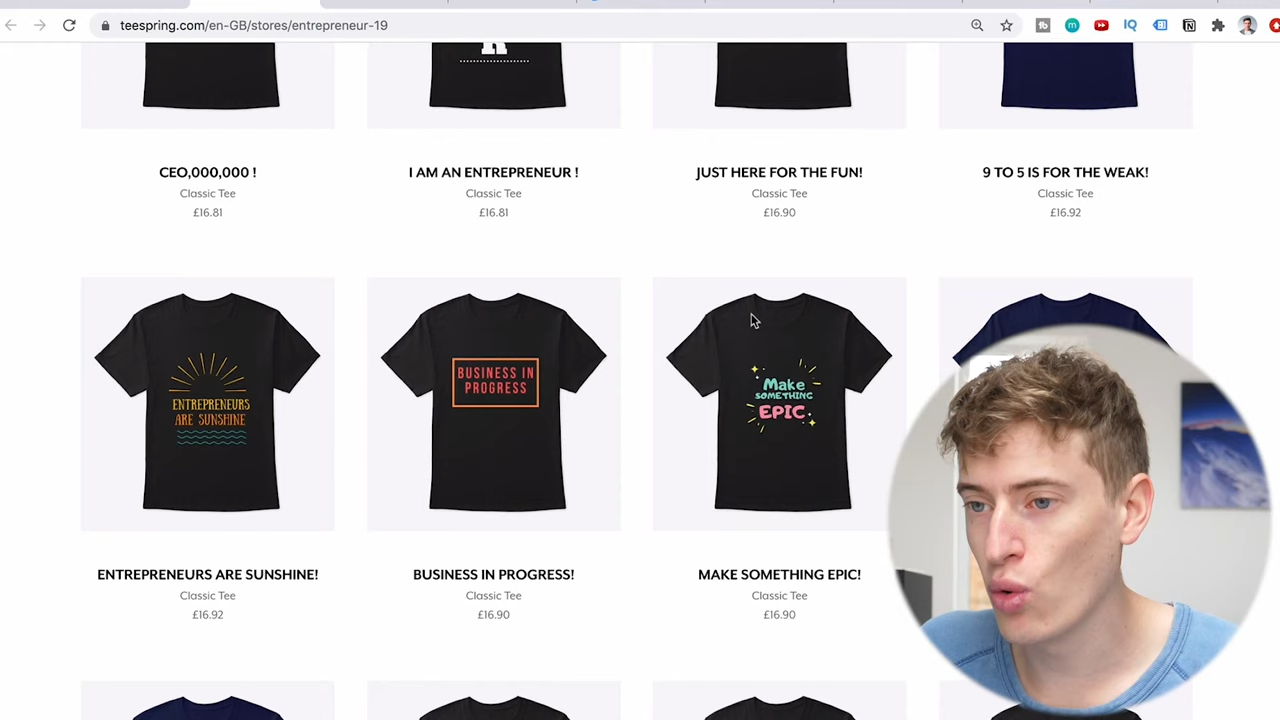 teespring.com/en-GB/stores/entrepreneur-19
CEO,000,000 !
Classic Tee
£16.81
I AM AN ENTREPRENEUR !
Classic Tee
£16.81
JUST HERE FOR THE FUN!
Classic Tee
£16.90
9 TO 5 IS FOR THE WEAK!
Classic Tee
£16.92
ENTREPRENEURS
ARE SUNSHINE
BUSINESS IN
PROGRESS
Make
SOMETHING
EPIC
ENTREPRENEURS ARE SUNSHINE!
Classic Tee
£16.92
BUSINESS IN PROGRESS!
Classic Tee
£16.90
MAKE SOMETHING EPIC!
Classic Tee
£16.90